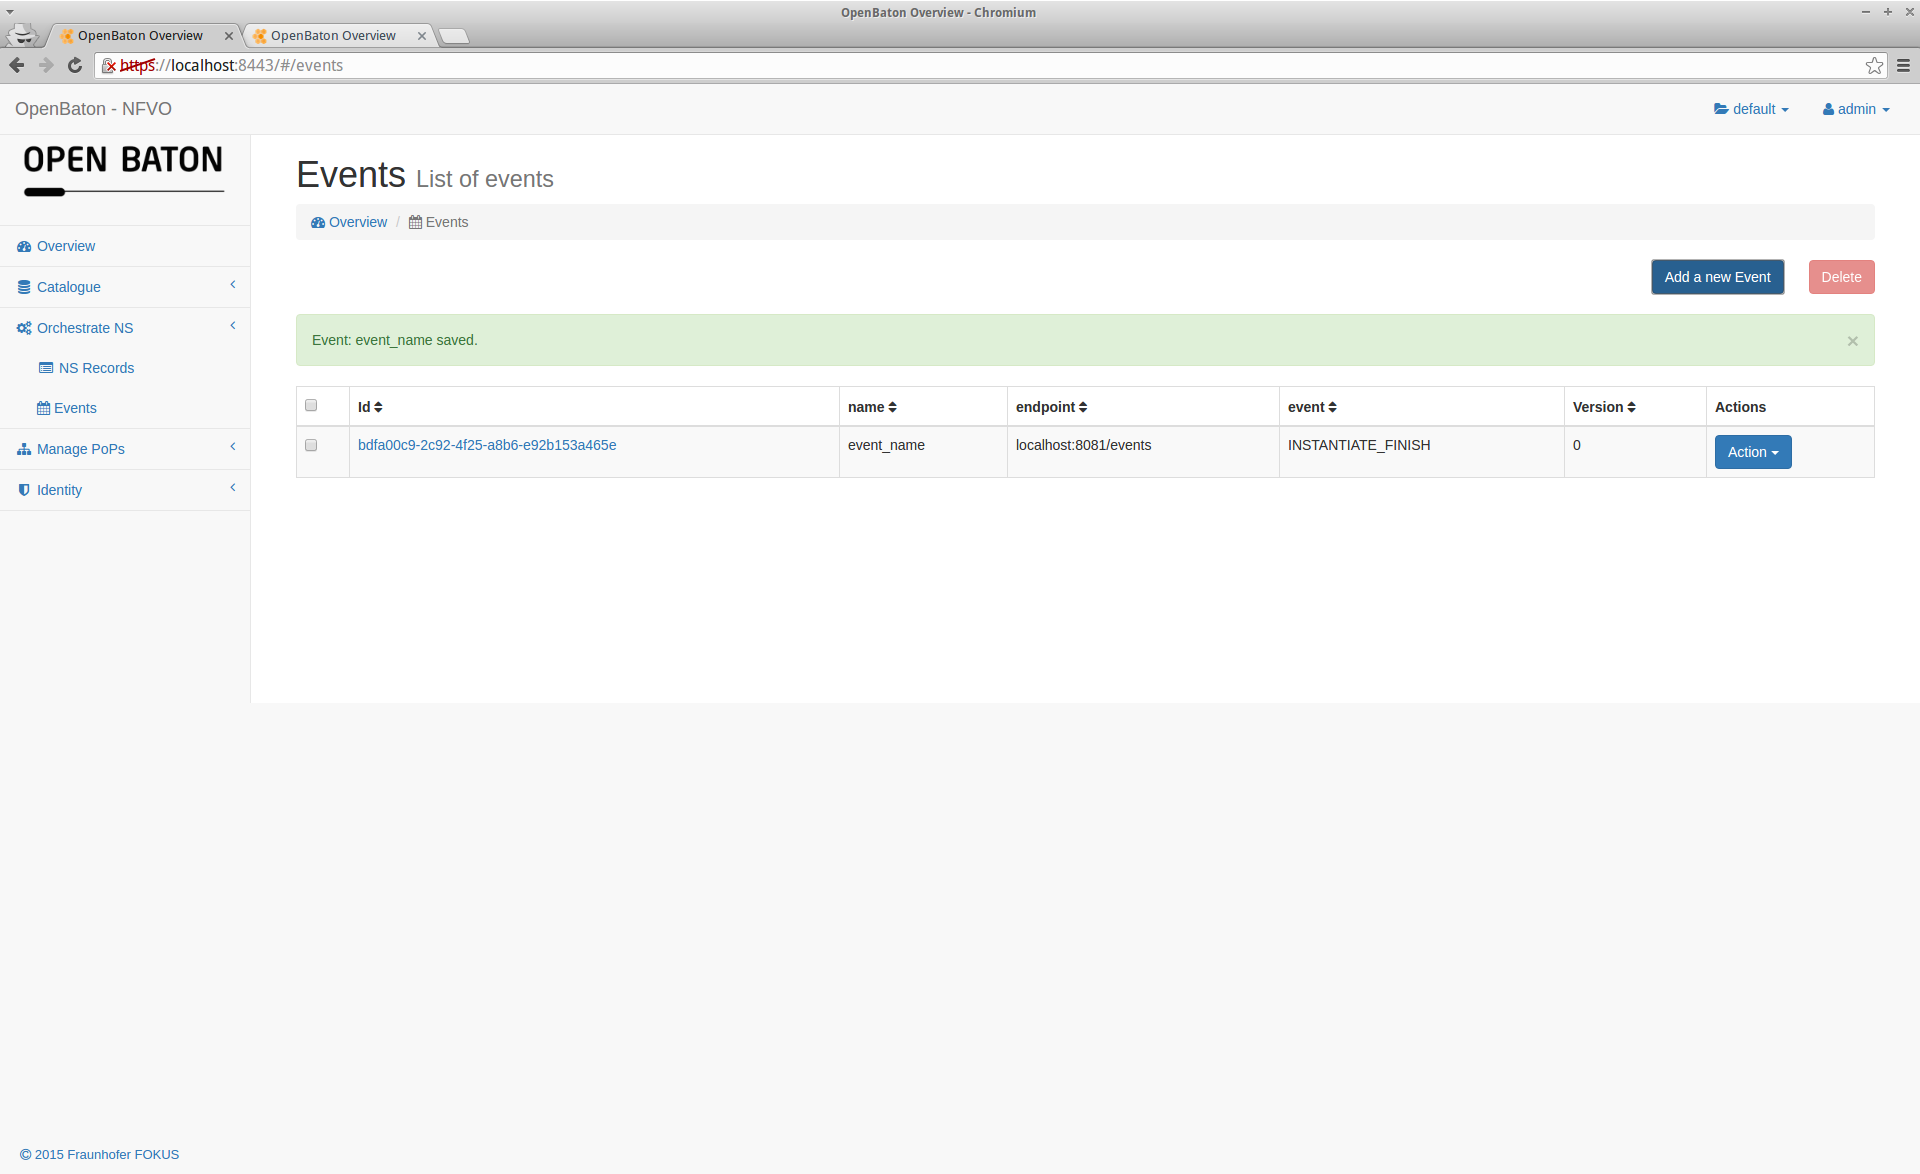 OpenBaton Overview - Chromium
OpenBaton Overview
OpenBaton Overview
https://localhost:8443/#/events
OpenBaton - NFVO
default
admin
OPEN BATON
Overview
Catalogue
Orchestrate NS
NS Records
Events
Manage PoPs
Identity
Events List of events
Overview / Events
Add a new Event
Delete
Event: event_name saved.
×
Id name endpoint event Version Actions
bdfa00c9-2c92-4f25-a8b6-e92b153a465e event_name localhost:8081/events INSTANTIATE_FINISH 0 Action
© 2015 Fraunhofer FOKUS